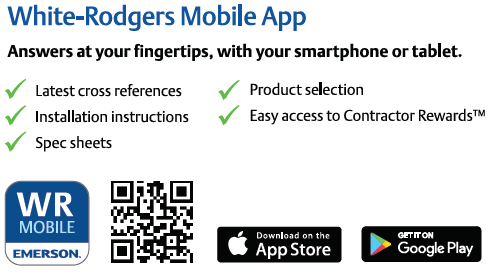 White-Rodgers Mobile App
Answers at your fingertips, with your smartphone or tablet.
Latest cross references
Installation instructions
Spec sheets
Product selection
Easy access to Contractor Rewards™
WR
MOBILE
EMERSON.
Download on the
App Store
GET IT ON
Google Play